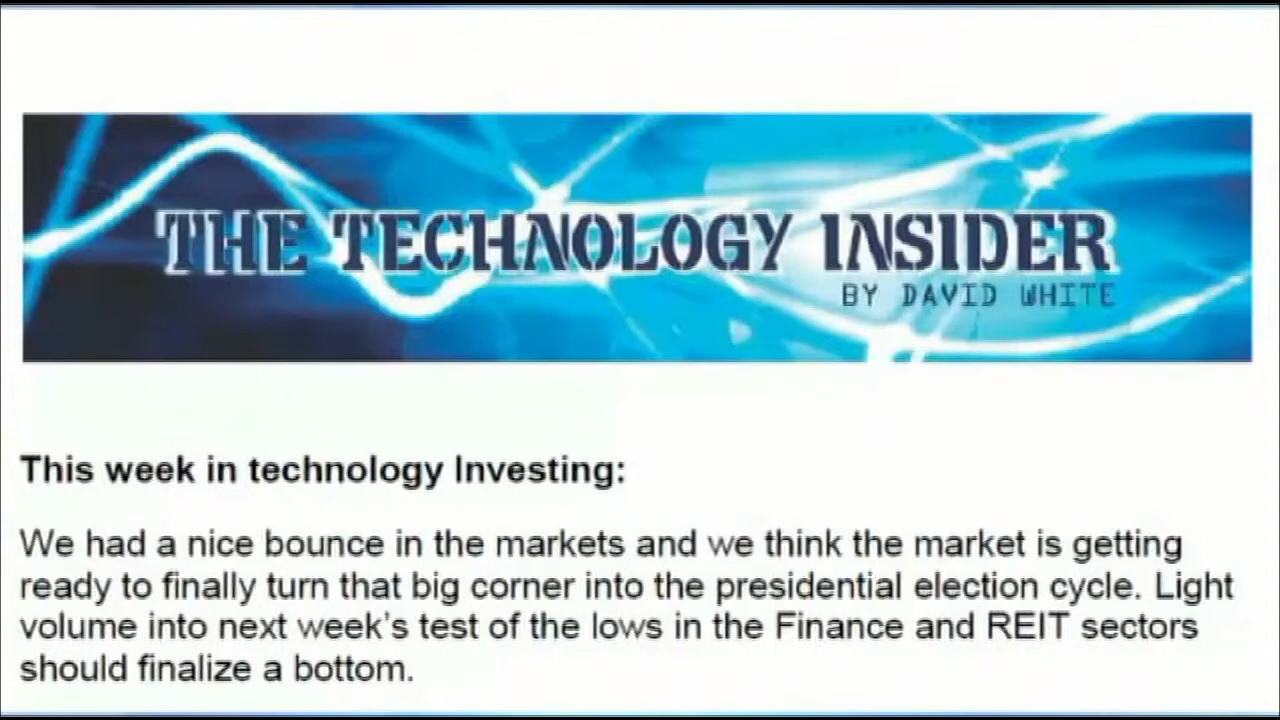 THE TECHNOLOGY INSIDER
BY DAVID WHITE
This week in technology Investing:
We had a nice bounce in the markets and we think the market is getting
ready to finally turn that big corner into the presidential election cycle. Light
volume into next week's test of the lows in the Finance and REIT sectors
should finalize a bottom.